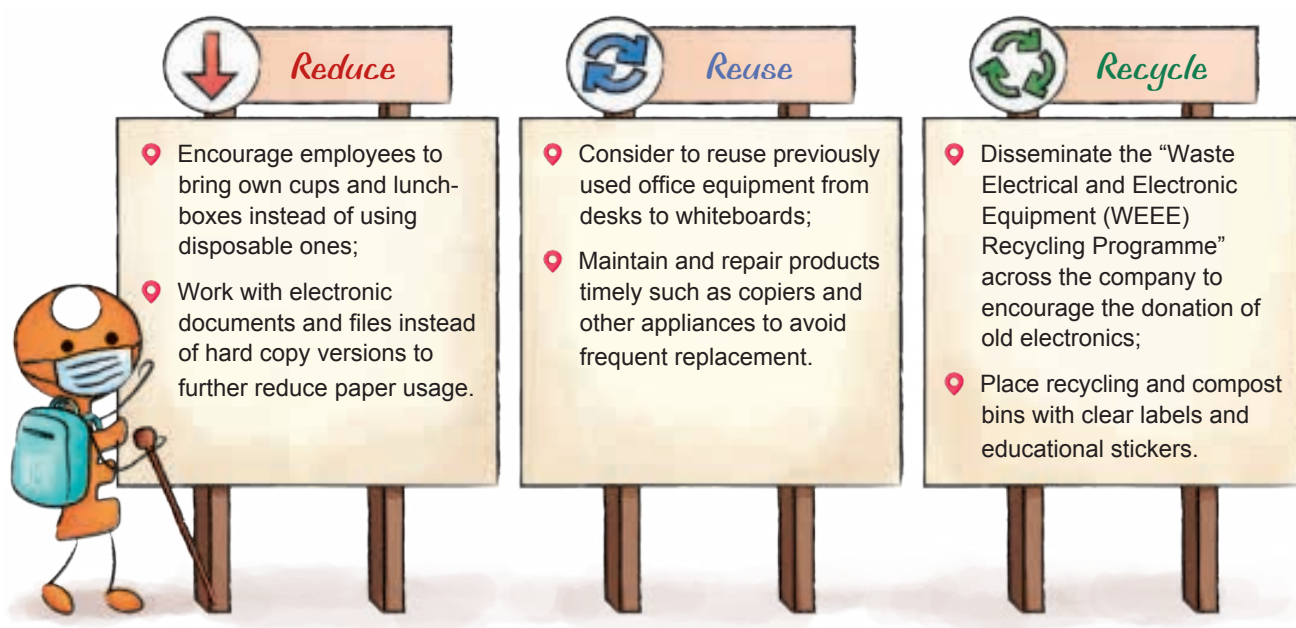 Reduce
Encourage employees to
bring own cups and lunch-
boxes instead of using
disposable ones;
Work with electronic
documents and files instead
of hard copy versions to
further reduce paper usage.
Reuse
Consider to reuse previously
used office equipment from
desks to whiteboards;
Maintain and repair products
timely such as copiers and
other appliances to avoid
frequent replacement.
Recycle
Disseminate the “Waste
Electrical and Electronic
Equipment (WEEE)
Recycling Programme”
across the company to
encourage the donation of
old electronics;
Place recycling and compost
bins with clear labels and
educational stickers.